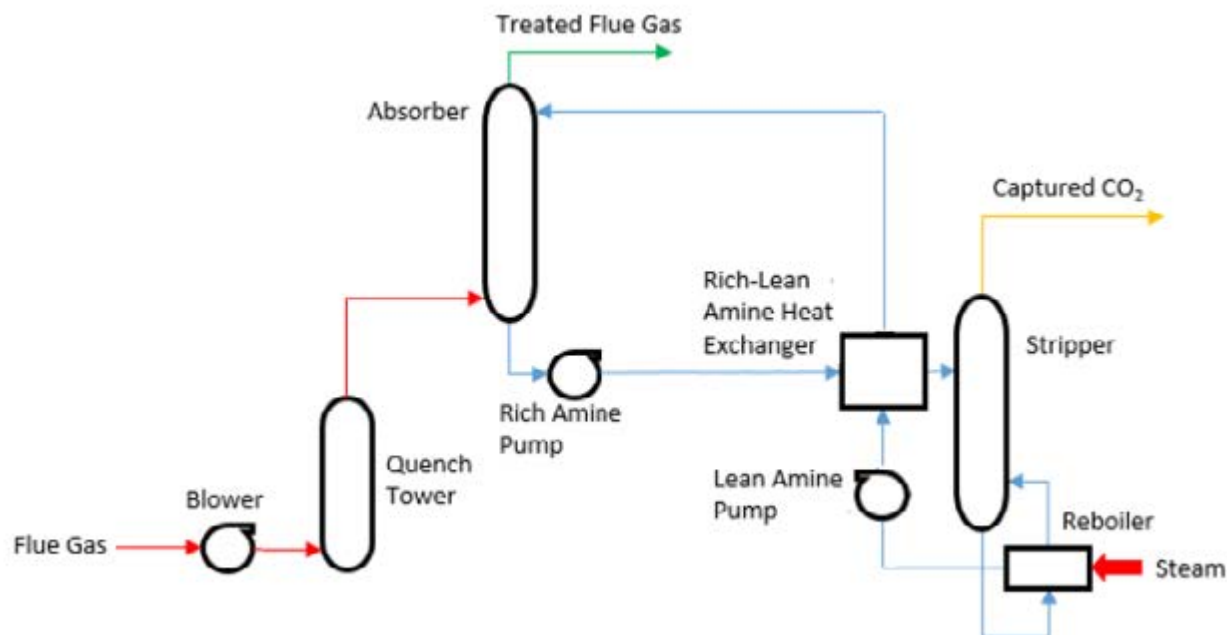 Treated Flue Gas
Absorber
Captured CO₂
Rich-Lean
Amine Heat
Exchanger
Stripper
Rich Amine
Pump
Quench
Tower
Lean Amine
Pump
Blower
Reboiler
Flue Gas
Steam